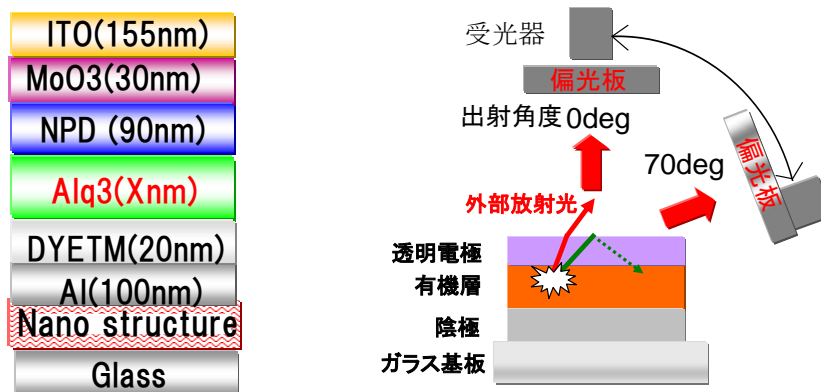 ITO(155nm)
MoO3(30nm)
NPD (90nm)
Alq3(Xnm)
DYETM(20nm)
Al(100nm)
Nano structure
Glass
受光器
偏光板
出射角度0deg
70deg
偏光板
外部放射光
透明電極
有機層
陰極
ガラス基板